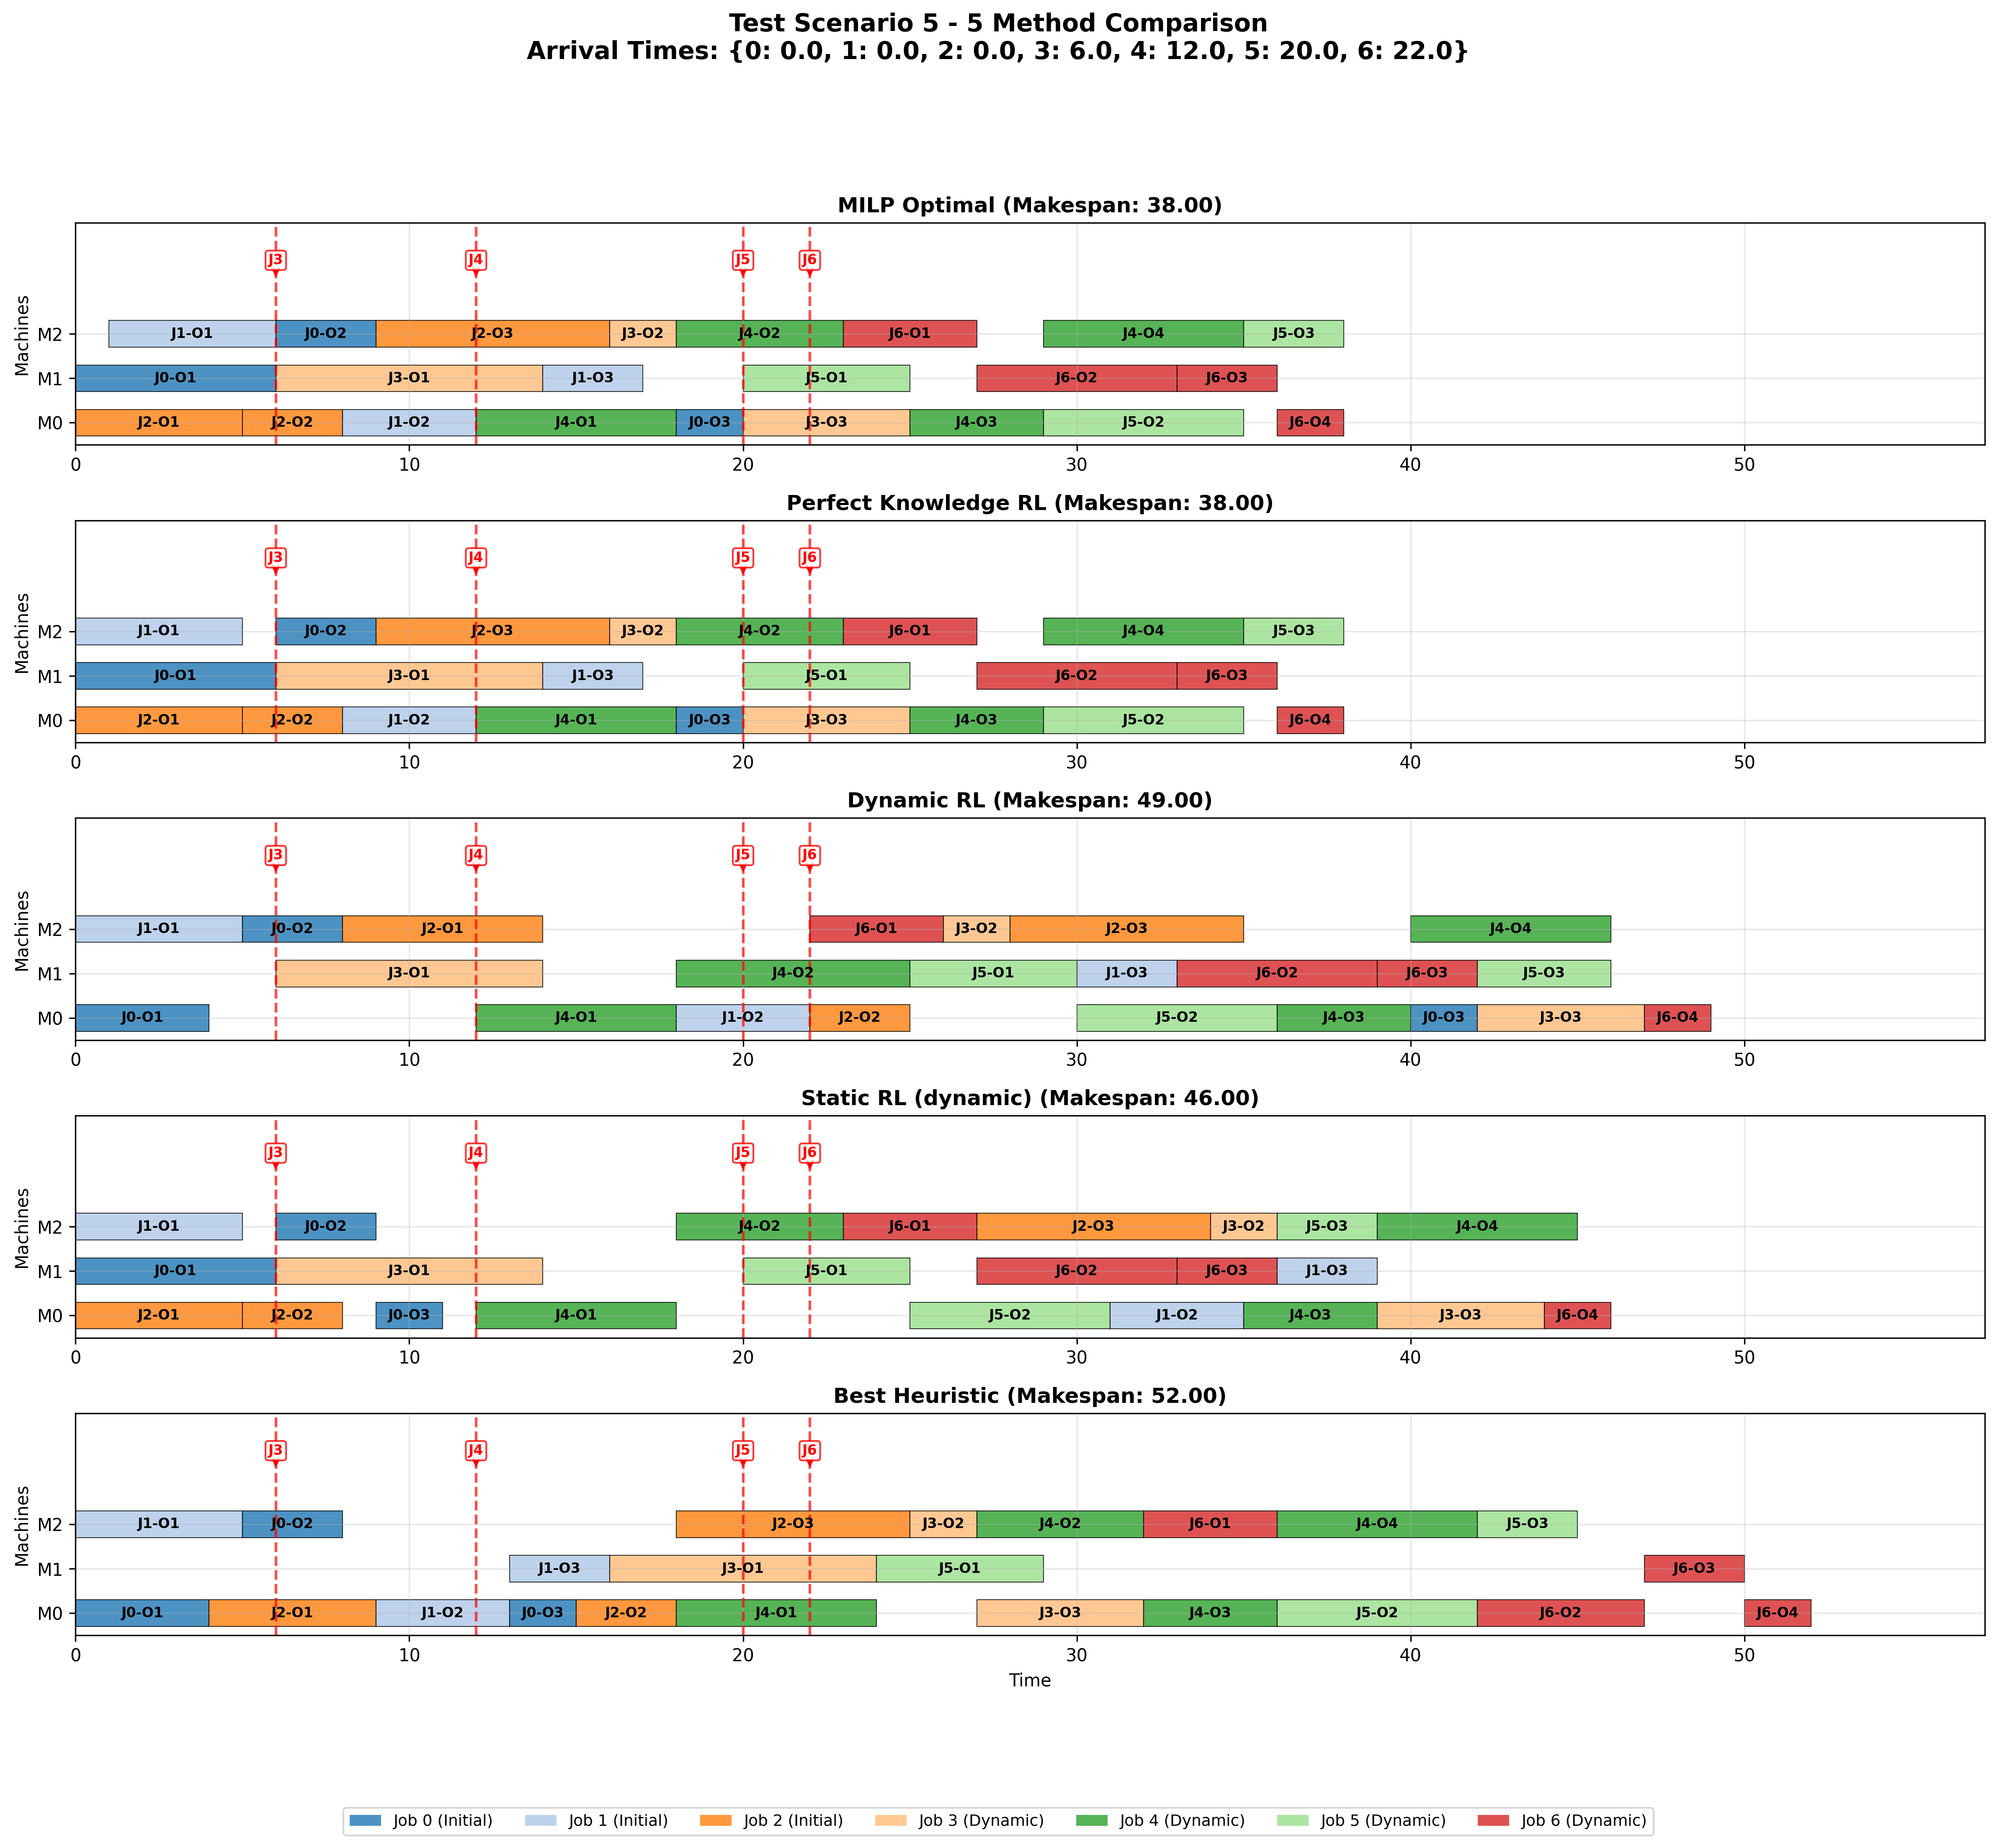 Test Scenario 5 - 5 Method Comparison
Arrival Times: {0: 0.0, 1: 0.0, 2: 0.0, 3: 6.0, 4: 12.0, 5: 20.0, 6: 22.0}
MILP Optimal (Makespan: 38.00)
J3 J4 J5 J6
Machines
M2 J1-O1 J0-O2 J2-O3 J3-O2 J4-O2 J6-O1 J4-O4 J5-O3
M1 J0-O1 J3-O1 J1-O3 J5-O1 J6-O2 J6-O3
M0 J2-O1 J2-O2 J1-O2 J4-O1 J0-O3 J3-O3 J4-O3 J5-O2 J6-O4
0 10 20 30 40 50
Perfect Knowledge RL (Makespan: 38.00)
J3 J4 J5 J6
Machines
M2 J1-O1 J0-O2 J2-O3 J3-O2 J4-O2 J6-O1 J4-O4 J5-O3
M1 J0-O1 J3-O1 J1-O3 J5-O1 J6-O2 J6-O3
M0 J2-O1 J2-O2 J1-O2 J4-O1 J0-O3 J3-O3 J4-O3 J5-O2 J6-O4
0 10 20 30 40 50
Dynamic RL (Makespan: 49.00)
J3 J4 J5 J6
Machines
M2 J1-O1 J0-O2 J2-O1 J6-O1 J3-O2 J2-O3 J4-O4
M1 J3-O1 J4-O2 J5-O1 J1-O3 J6-O2 J6-O3 J5-O3
M0 J0-O1 J4-O1 J1-O2 J2-O2 J5-O2 J4-O3 J0-O3 J3-O3 J6-O4
0 10 20 30 40 50
Static RL (dynamic) (Makespan: 46.00)
J3 J4 J5 J6
Machines
M2 J1-O1 J0-O2 J4-O2 J6-O1 J2-O3 J3-O2 J5-O3 J4-O4
M1 J0-O1 J3-O1 J5-O1 J6-O2 J6-O3 J1-O3
M0 J2-O1 J2-O2 J0-O3 J4-O1 J5-O2 J1-O2 J4-O3 J3-O3 J6-O4
0 10 20 30 40 50
Best Heuristic (Makespan: 52.00)
J3 J4 J5 J6
Machines
M2 J1-O1 J0-O2 J2-O3 J3-O2 J4-O2 J6-O1 J4-O4 J5-O3
M1 J1-O3 J3-O1 J5-O1 J6-O3
M0 J0-O1 J2-O1 J1-O2 J0-O3 J2-O2 J4-O1 J3-O3 J4-O3 J5-O2 J6-O2 J6-O4
0 10 20 30 40 50
Time
Job 0 (Initial) Job 1 (Initial) Job 2 (Initial) Job 3 (Dynamic) Job 4 (Dynamic) Job 5 (Dynamic) Job 6 (Dynamic)